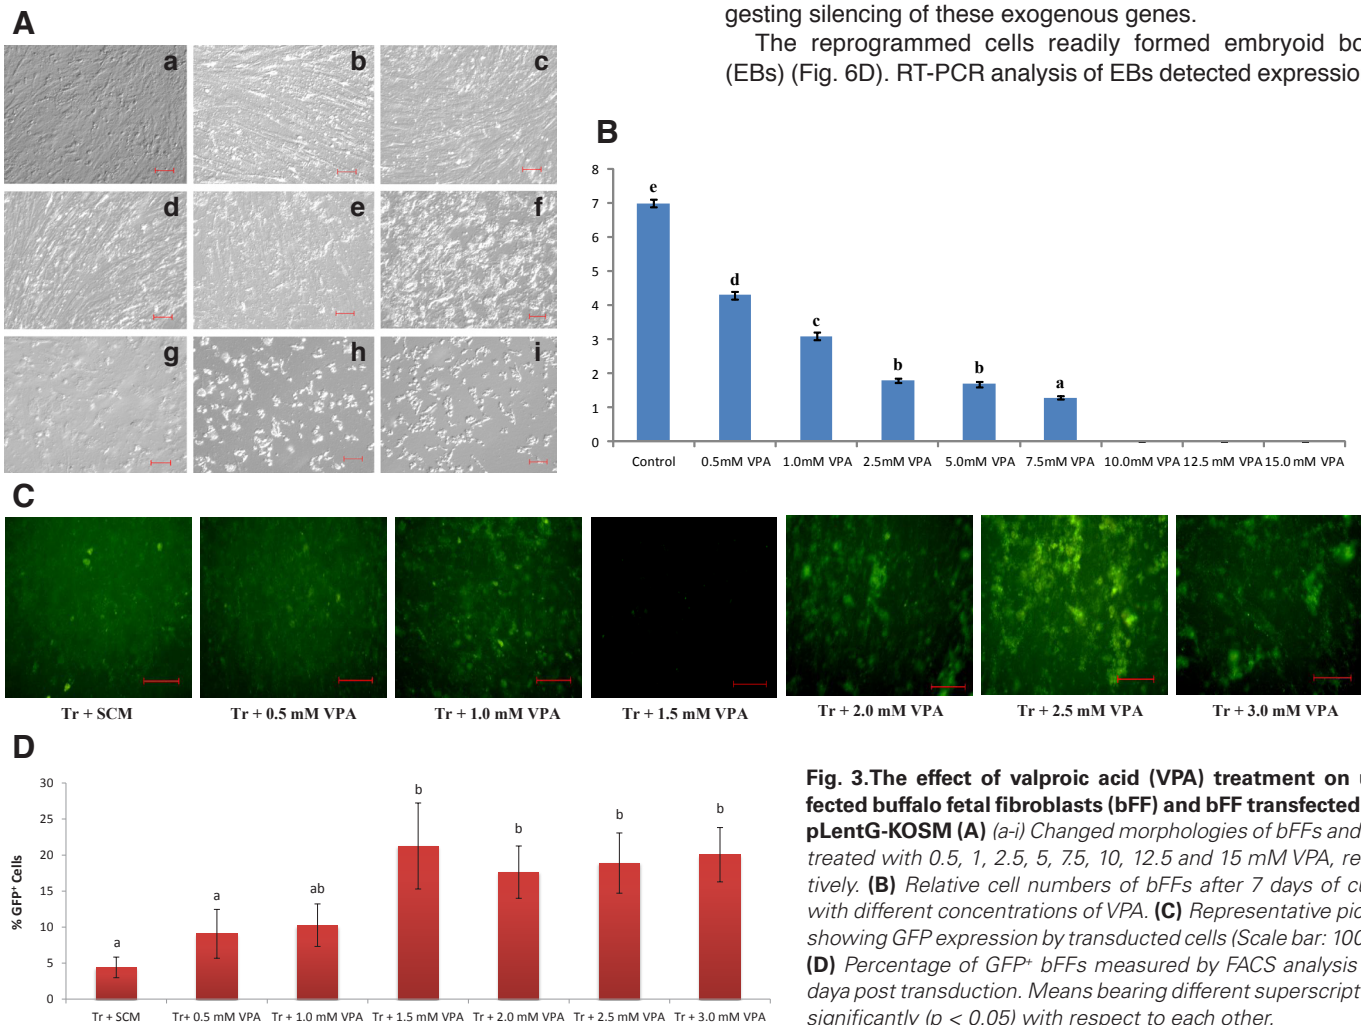 gesting silencing of these exogenous genes.
The reprogrammed cells readily formed embryoid bo
(EBs) (Fig. 6D). RT-PCR analysis of EBs detected expression
A
a
b
c
d
e
f
g
h
i
B
8
7
6
5
4
3
2
1
0
e
d
c
b
b
a
Control 0.5mM VPA 1.0mM VPA 2.5mM VPA 5.0mM VPA 7.5mM VPA 10.0mM VPA 12.5 mM VPA 15.0 mM VPA
C
Tr + SCM
Tr + 0.5 mM VPA
Tr + 1.0 mM VPA
Tr + 1.5 mM VPA
Tr + 2.0 mM VPA
Tr + 2.5 mM VPA
Tr + 3.0 mM VPA
D
% GFP+ Cells
30
25
20
15
10
5
0
a
a
ab
b
b
b
b
Tr + SCM Tr+ 0.5 mM VPA Tr + 1.0 mM VPA Tr + 1.5 mM VPA Tr + 2.0 mM VPA Tr + 2.5 mM VPA Tr + 3.0 mM VPA
Fig. 3.The effect of valproic acid (VPA) treatment on u
fected buffalo fetal fibroblasts (bFF) and bFF transfected
pLentG-KOSM (A) (a-i) Changed morphologies of bFFs and
treated with 0.5, 1, 2.5, 5, 7.5, 10, 12.5 and 15 mM VPA, re
tively. (B) Relative cell numbers of bFFs after 7 days of cu
with different concentrations of VPA. (C) Representative pic
showing GFP expression by transducted cells (Scale bar: 100
(D) Percentage of GFP+ bFFs measured by FACS analysis
daya post transduction. Means bearing different superscript
significantly (p < 0.05) with respect to each other.